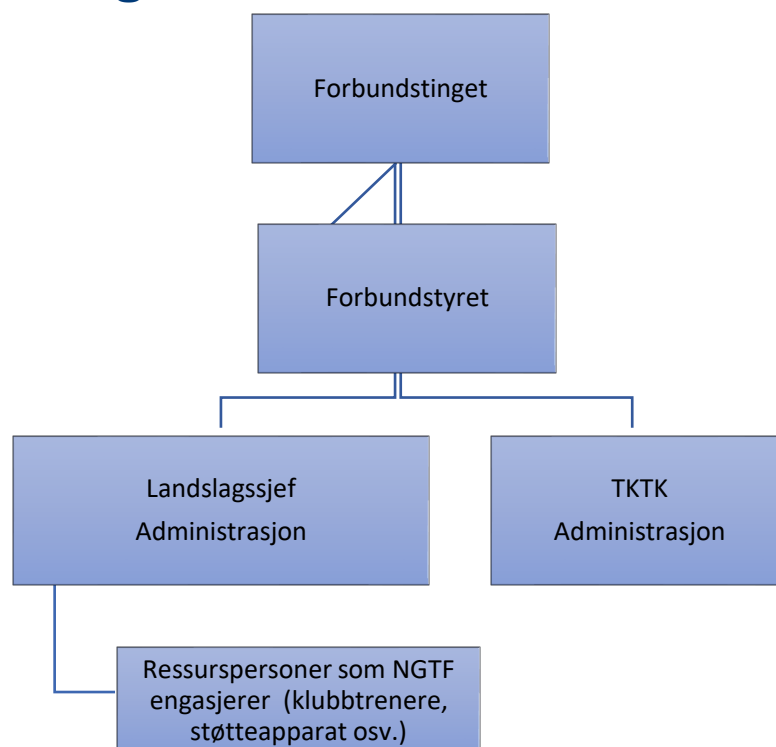 Forbundstinget
Forbundstyret
Landslagssjef
Administrasjon
TKTK
Administrasjon
Ressurspersoner som NGTF
engasjerer (klubbtrenere,
støtteapparat osv.)